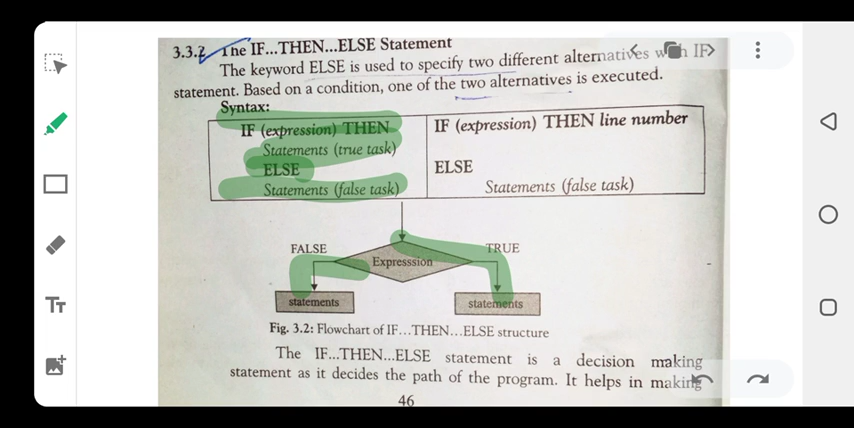 3.3.2 The IF...THEN...ELSE Statement
The keyword ELSE is used to specify two different alternatives with IF
statement. Based on a condition, one of the two alternatives is executed.
Syntax:
IF (expression) THEN
Statements (true task)
ELSE
Statements (false task)
IF (expression) THEN line number
ELSE
Statements (false task)
FALSE
TRUE
Expresssion
statements
statements
Fig. 3.2: Flowchart of IF...THEN...ELSE structure
The IF...THEN...ELSE statement is a decision making
statement as it decides the path of the program. It helps in making
46
TT